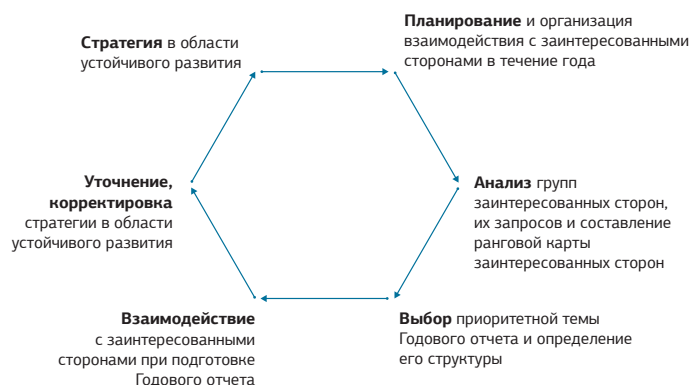 Стратегия в области
устойчивого развития
Планирование и организация
взаимодействия с заинтересованными
сторонами в течение года
Анализ групп
заинтересованных сторон,
их запросов и составление
ранговой карты
заинтересованных сторон
Выбор приоритетной темы
Годового отчета и определение
его структуры
Взаимодействие
с заинтересованными
сторонами при подготовке
Годового отчета
Уточнение,
корректировка
стратегии в области
устойчивого развития